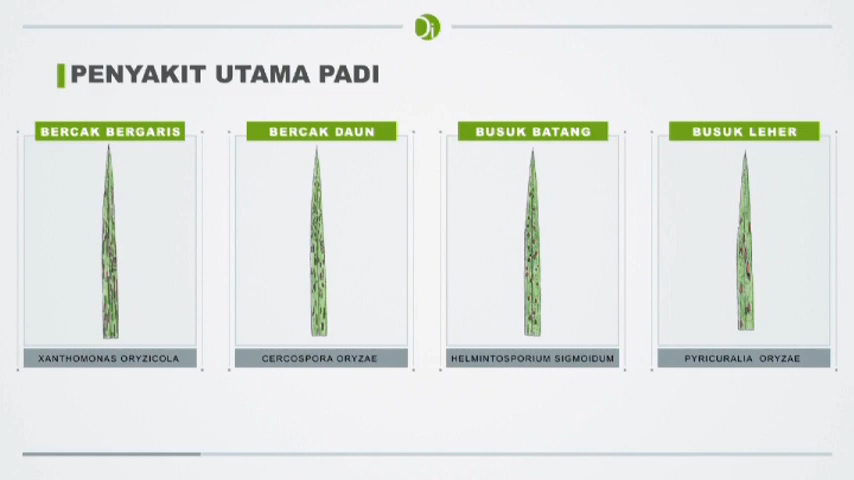 Di
PENYAKIT UTAMA PADI
BERCAK BERGARIS
BERCAK DAUN
BUSUK BATANG
BUSUK LEHER
XANTHOMONAS ORYZICOLA
CERCOSPORA ORYZAE
HELMINTOSPORIUM SIGMOIDUM
PYRICURALIA ORYZAE